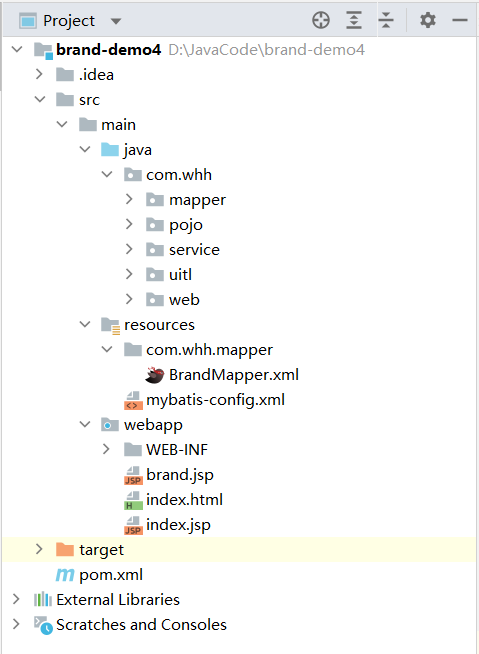 Project
brand-demo4 D:\JavaCode\brand-demo4
.idea
src
main
java
com.whh
mapper
pojo
service
uitl
web
resources
com.whh.mapper
BrandMapper.xml
mybatis-config.xml
webapp
WEB-INF
JSP brand.jsp
H index.html
JSP index.jsp
target
m pom.xml
External Libraries
Scratches and Consoles